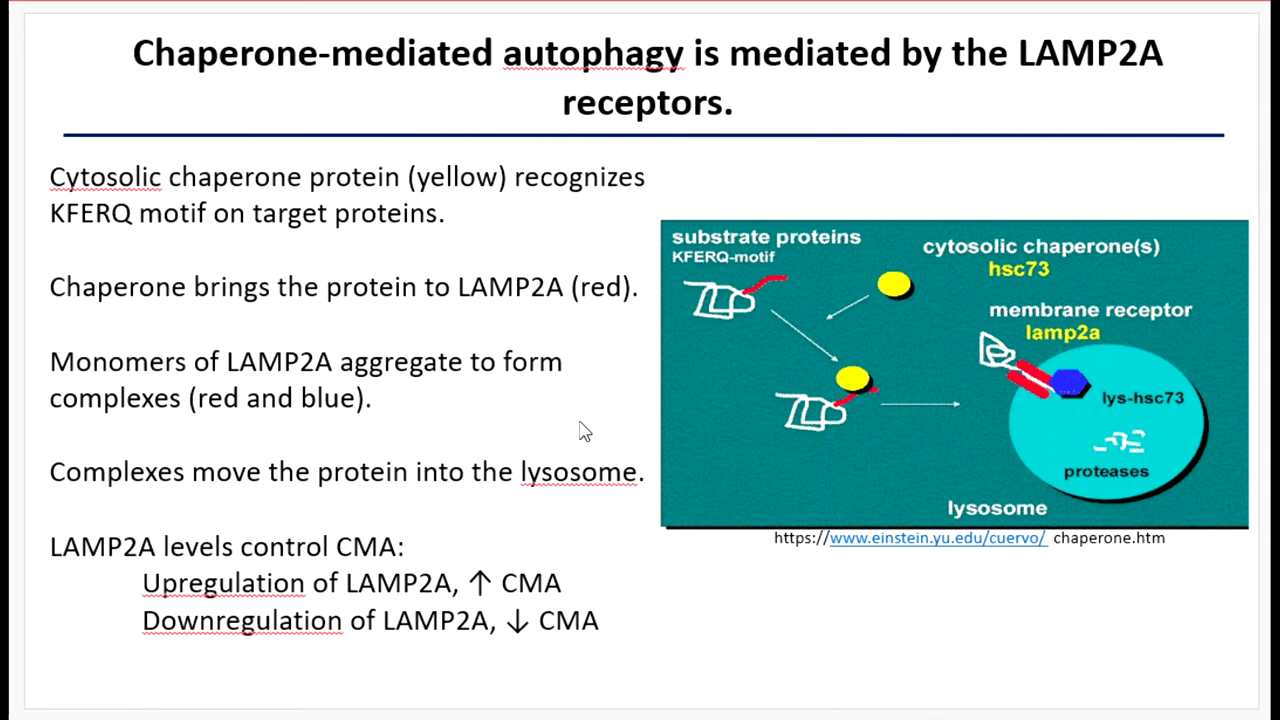 Chaperone-mediated autophagy is mediated by the LAMP2A
receptors.
Cytosolic chaperone protein (yellow) recognizes
KFERQ motif on target proteins.
Chaperone brings the protein to LAMP2A (red).
Monomers of LAMP2A aggregate to form
complexes (red and blue).
Complexes move the protein into the lysosome.
LAMP2A levels control CMA:
Upregulation of LAMP2A, ↑ CMA
Downregulation of LAMP2A, ↓ CMA
substrate proteins
KFERQ-motif
cytosolic chaperone(s)
hsc73
membrane receptor
lamp2a
lys-hsc73
proteases
lysosome
https://www.einstein.yu.edu/cuervo/ chaperone.htm